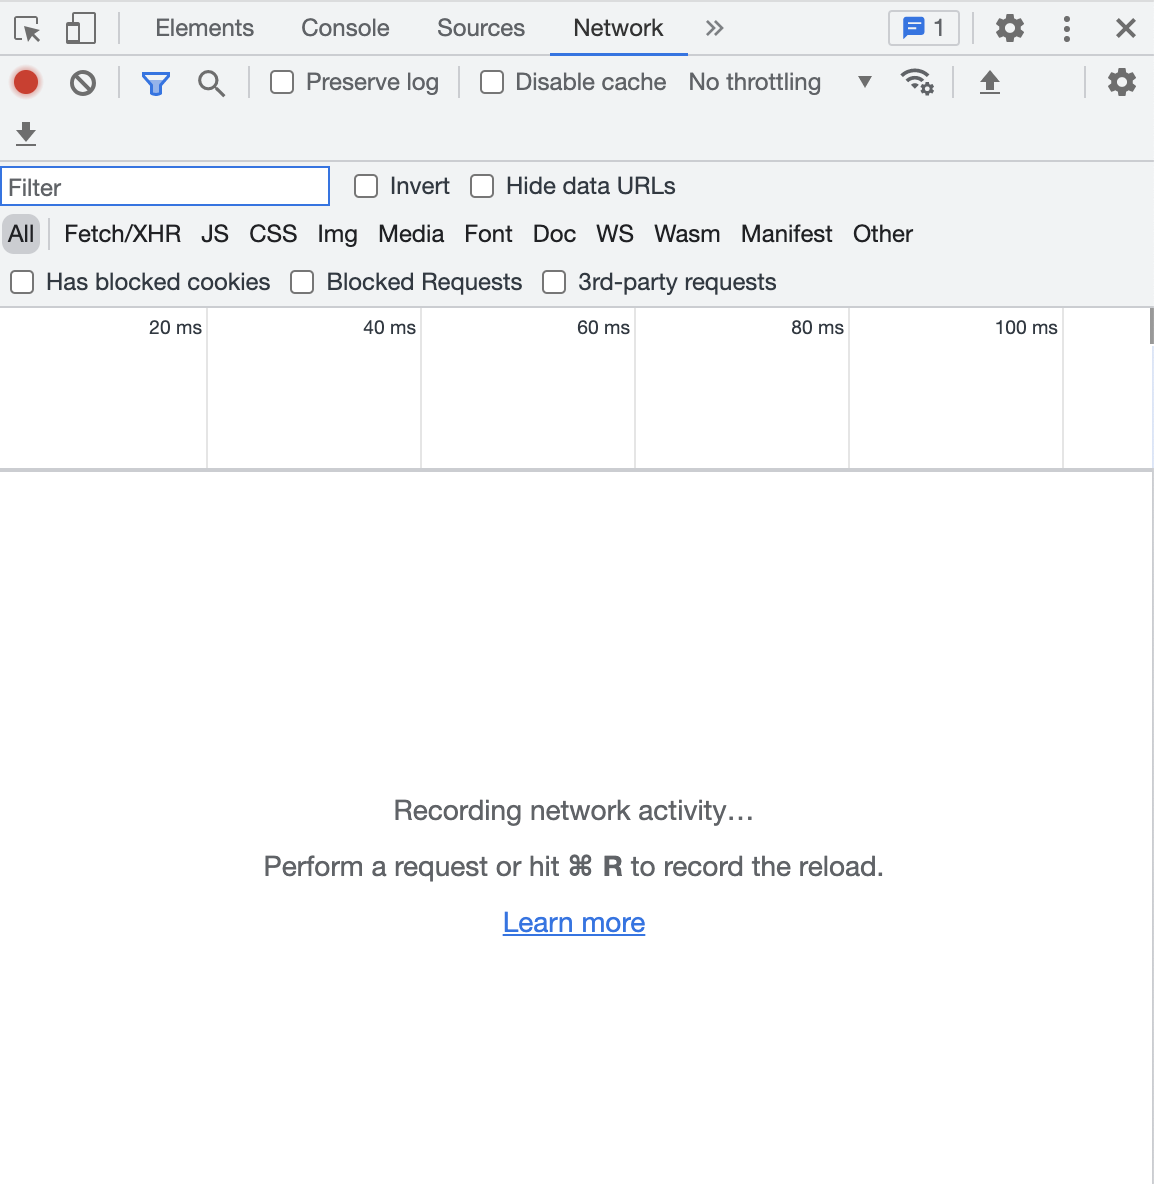 Elements Console Sources Network 1
Preserve log Disable cache No throttling
Filter Invert Hide data URLs
All Fetch/XHR JS CSS Img Media Font Doc WS Wasm Manifest Other
Has blocked cookies Blocked Requests 3rd-party requests
20 ms 40 ms 60 ms 80 ms 100 ms
Recording network activity…
Perform a request or hit ⌘ R to record the reload.
Learn more